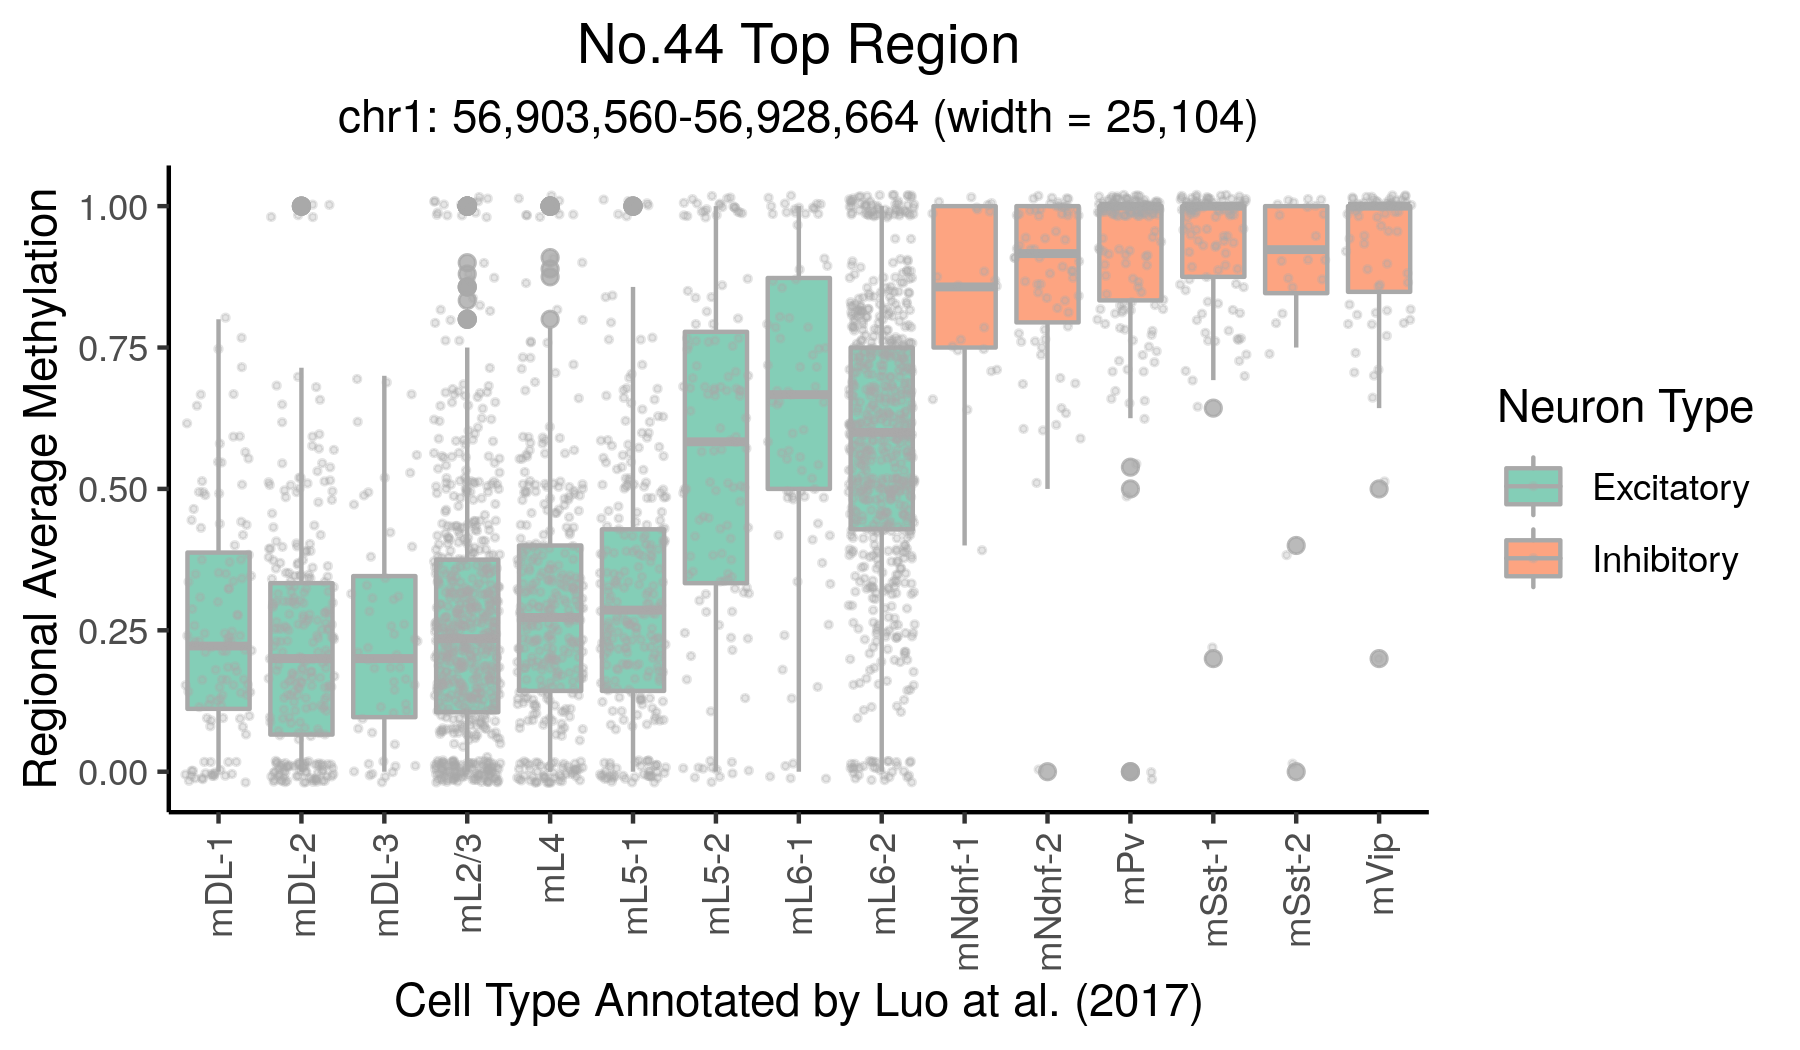 No.44 Top Region
chr1: 56,903,560-56,928,664 (width = 25,104)
Regional Average Methylation
1.00
0.75
0.50
0.25
0.00
mDL-1
mDL-2
mDL-3
mL2/3
mL4
mL5-1
mL5-2
mL6-1
mL6-2
mNdnf-1
mNdnf-2
mPv
mSst-1
mSst-2
mVip
Cell Type Annotated by Luo at al. (2017)
Neuron Type
Excitatory
Inhibitory